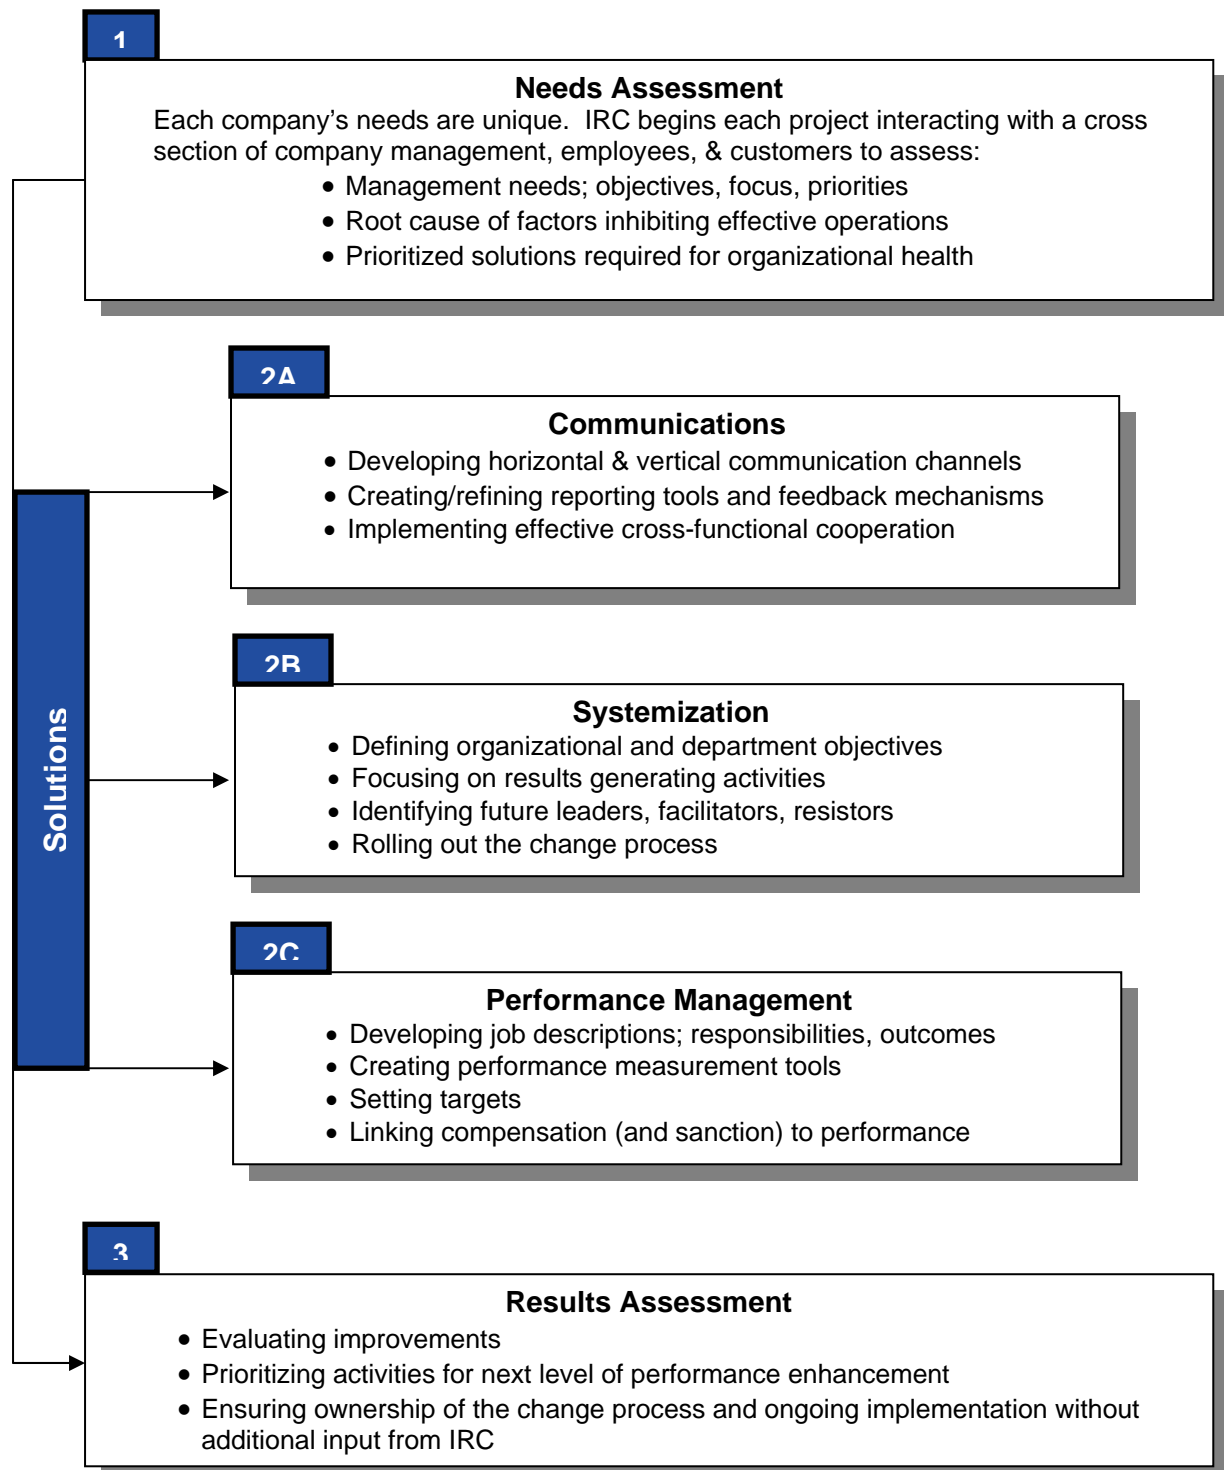 1
Needs Assessment
Each company’s needs are unique.  IRC begins each project interacting with a cross
section of company management, employees, & customers to assess:
• Management needs; objectives, focus, priorities
• Root cause of factors inhibiting effective operations
• Prioritized solutions required for organizational health
2A
Communications
• Developing horizontal & vertical communication channels
• Creating/refining reporting tools and feedback mechanisms
• Implementing effective cross-functional cooperation
Solutions
2B
Systemization
• Defining organizational and department objectives
• Focusing on results generating activities
• Identifying future leaders, facilitators, resistors
• Rolling out the change process
2C
Performance Management
• Developing job descriptions; responsibilities, outcomes
• Creating performance measurement tools
• Setting targets
• Linking compensation (and sanction) to performance
3
Results Assessment
• Evaluating improvements
• Prioritizing activities for next level of performance enhancement
• Ensuring ownership of the change process and ongoing implementation without
additional input from IRC